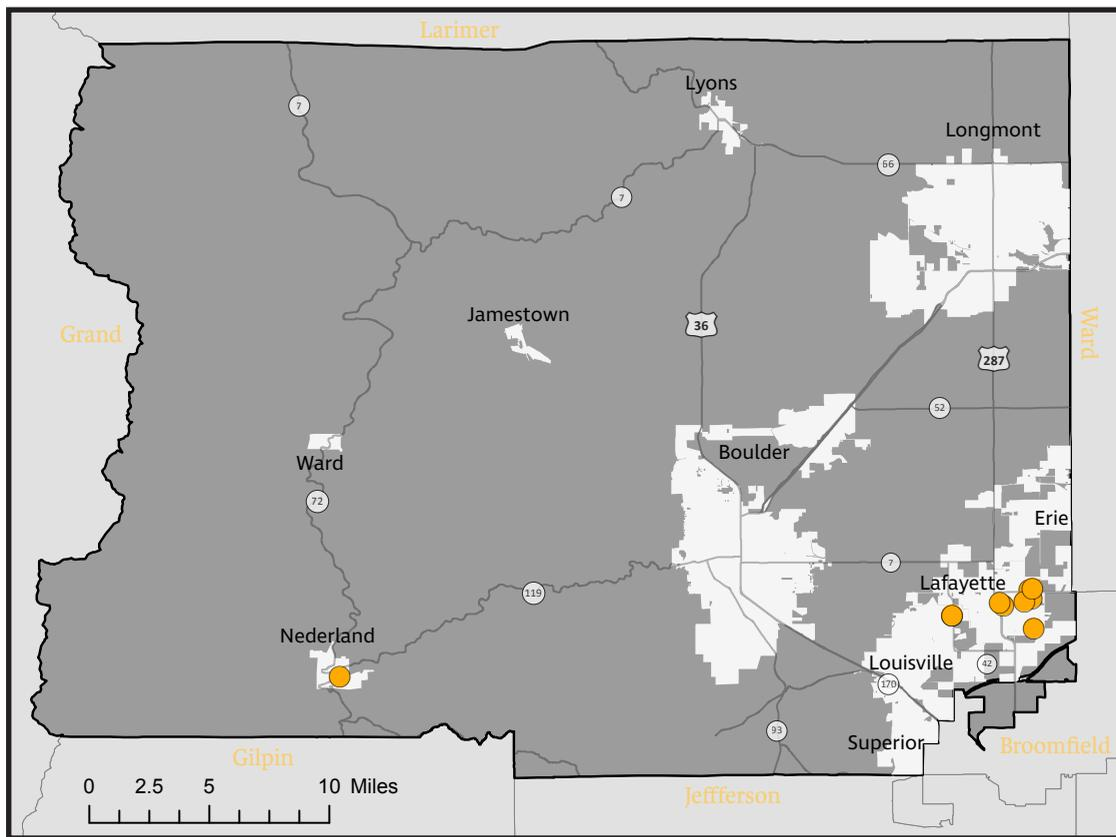 Larimer
Lyons
7
Longmont
66
7
Jamestown
Grand
36
Ward
287
52
Boulder
Ward
72
Erie
7
Lafayette
119
Nederland
Louisville
42
170
93
Superior
Broomfield
Gilpin
0 2.5 5 10 Miles
Jeffferson